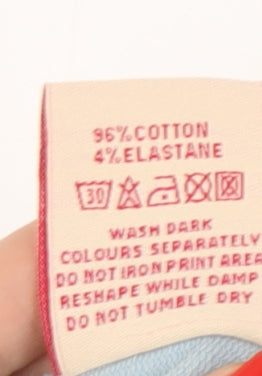 96%COTTON
4%ELASTANE
30
WASH DARK
COLOURS SEPARATELY
DO NOT IRON PRINT AREA
RESHAPE WHILE DAMP
DO NOT TUMBLE DRY